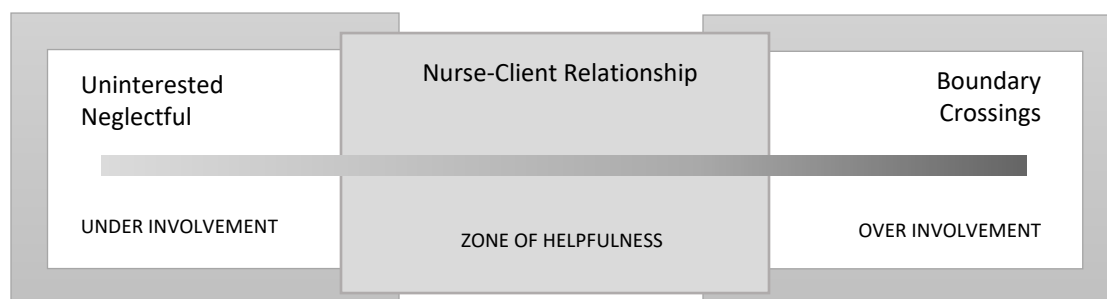 Uninterested
Neglectful
UNDER INVOLVEMENT
Nurse-Client Relationship
ZONE OF HELPFULNESS
Boundary
Crossings
OVER INVOLVEMENT